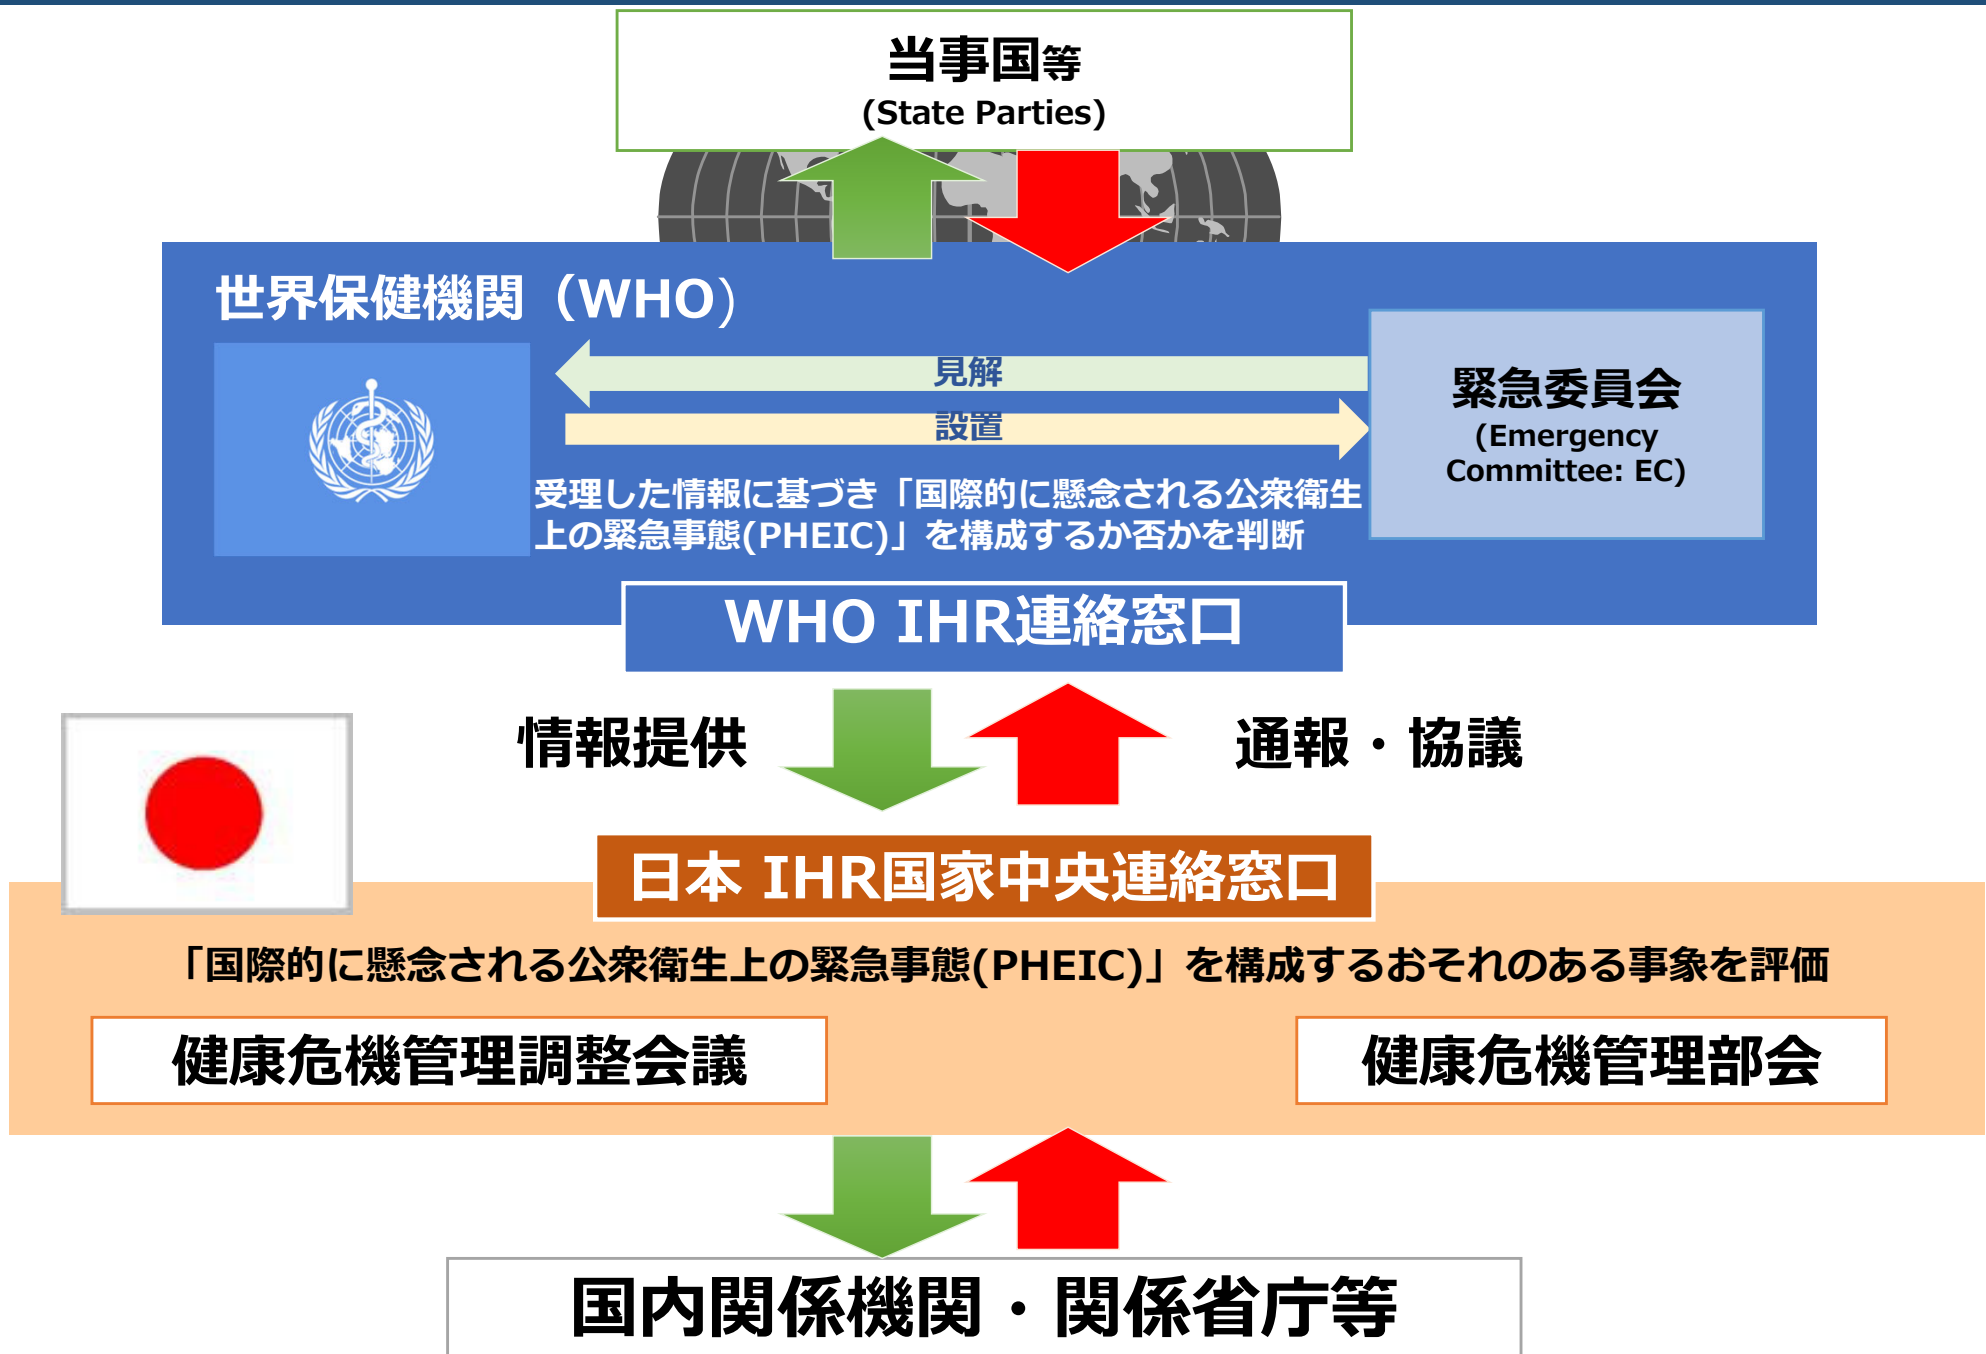 当事国等
(State Parties)
世界保健機関（WHO）
見解
設置
緊急委員会
(Emergency
Committee: EC)
受理した情報に基づき「国際的に懸念される公衆衛生
上の緊急事態(PHEIC)」を構成するか否かを判断
WHO IHR連絡窓口
情報提供
通報・協議
日本 IHR国家中央連絡窓口
「国際的に懸念される公衆衛生上の緊急事態(PHEIC)」を構成するおそれのある事象を評価
健康危機管理調整会議
健康危機管理部会
国内関係機関・関係省庁等